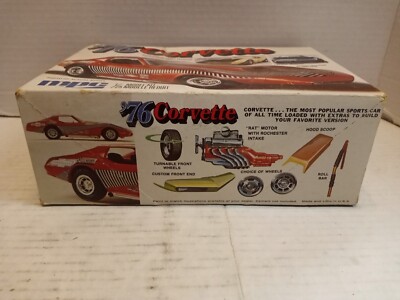 '76 Corvette
mpc
'76 Corvette
CORVETTE... THE MOST POPULAR SPORTS CAR
OF ALL TIME LOADED WITH EXTRAS TO BUILD
YOUR FAVORITE VERSION
"RAT" MOTOR
WITH ROCHESTER
INTAKE
HOOD SCOOP
TURNABLE FRONT
WHEELS
CUSTOM FRONT END
CHOICE OF WHEELS
ROLL
BAR